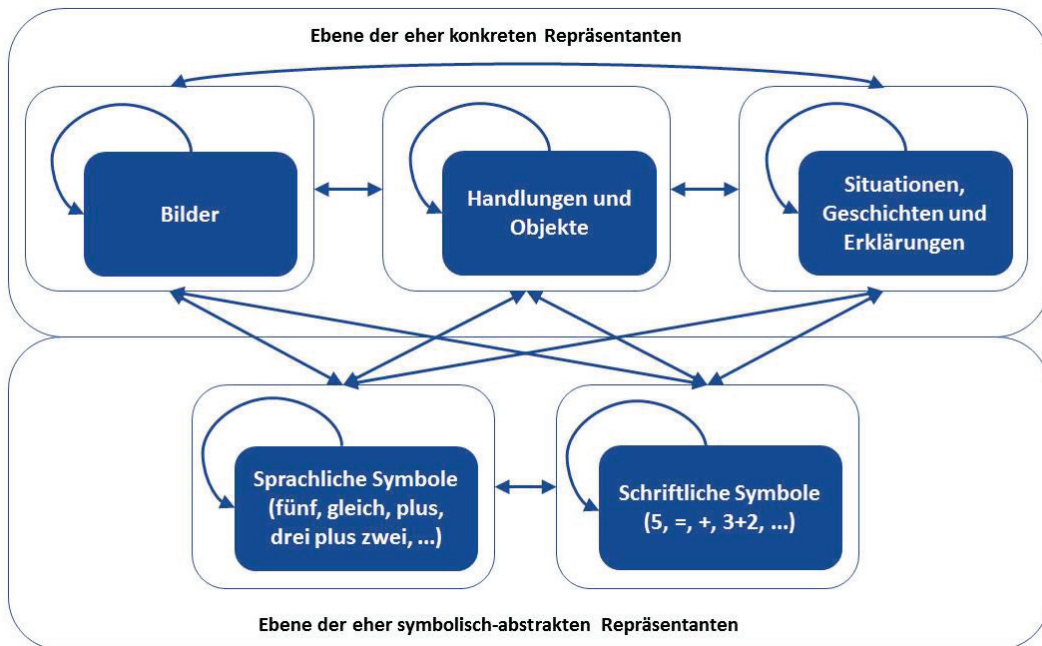 Ebene der eher konkreten Repräsentanten
Bilder
Handlungen und
Objekte
Situationen,
Geschichten und
Erklärungen
Sprachliche Symbole
(fünf, gleich, plus,
drei plus zwei, ...)
Schriftliche Symbole
(5, =, +, 3+2, ...)
Ebene der eher symbolisch-abstrakten Repräsentanten